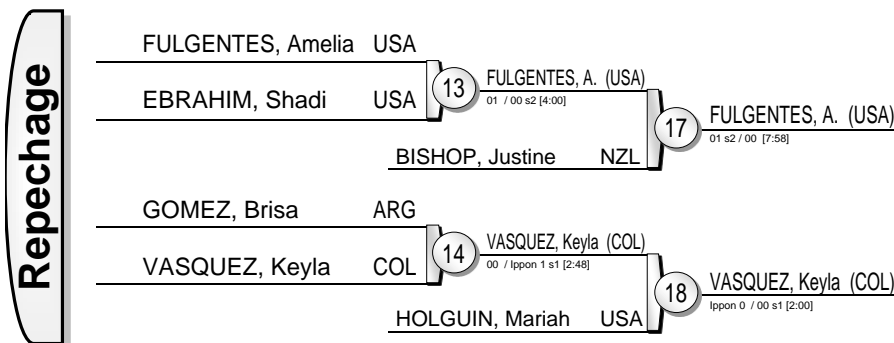 Repechage
FULGENTES, Amelia USA
EBRAHIM, Shadi USA
13
FULGENTES, A. (USA)
01 / 00 s2 [4:00]
BISHOP, Justine NZL
17
FULGENTES, A. (USA)
01 s2 / 00 [7:58]
GOMEZ, Brisa ARG
VASQUEZ, Keyla COL
14
VASQUEZ, Keyla (COL)
00 / Ippon 1 s1 [2:48]
HOLGUIN, Mariah USA
18
VASQUEZ, Keyla (COL)
Ippon 0 / 00 s1 [2:00]